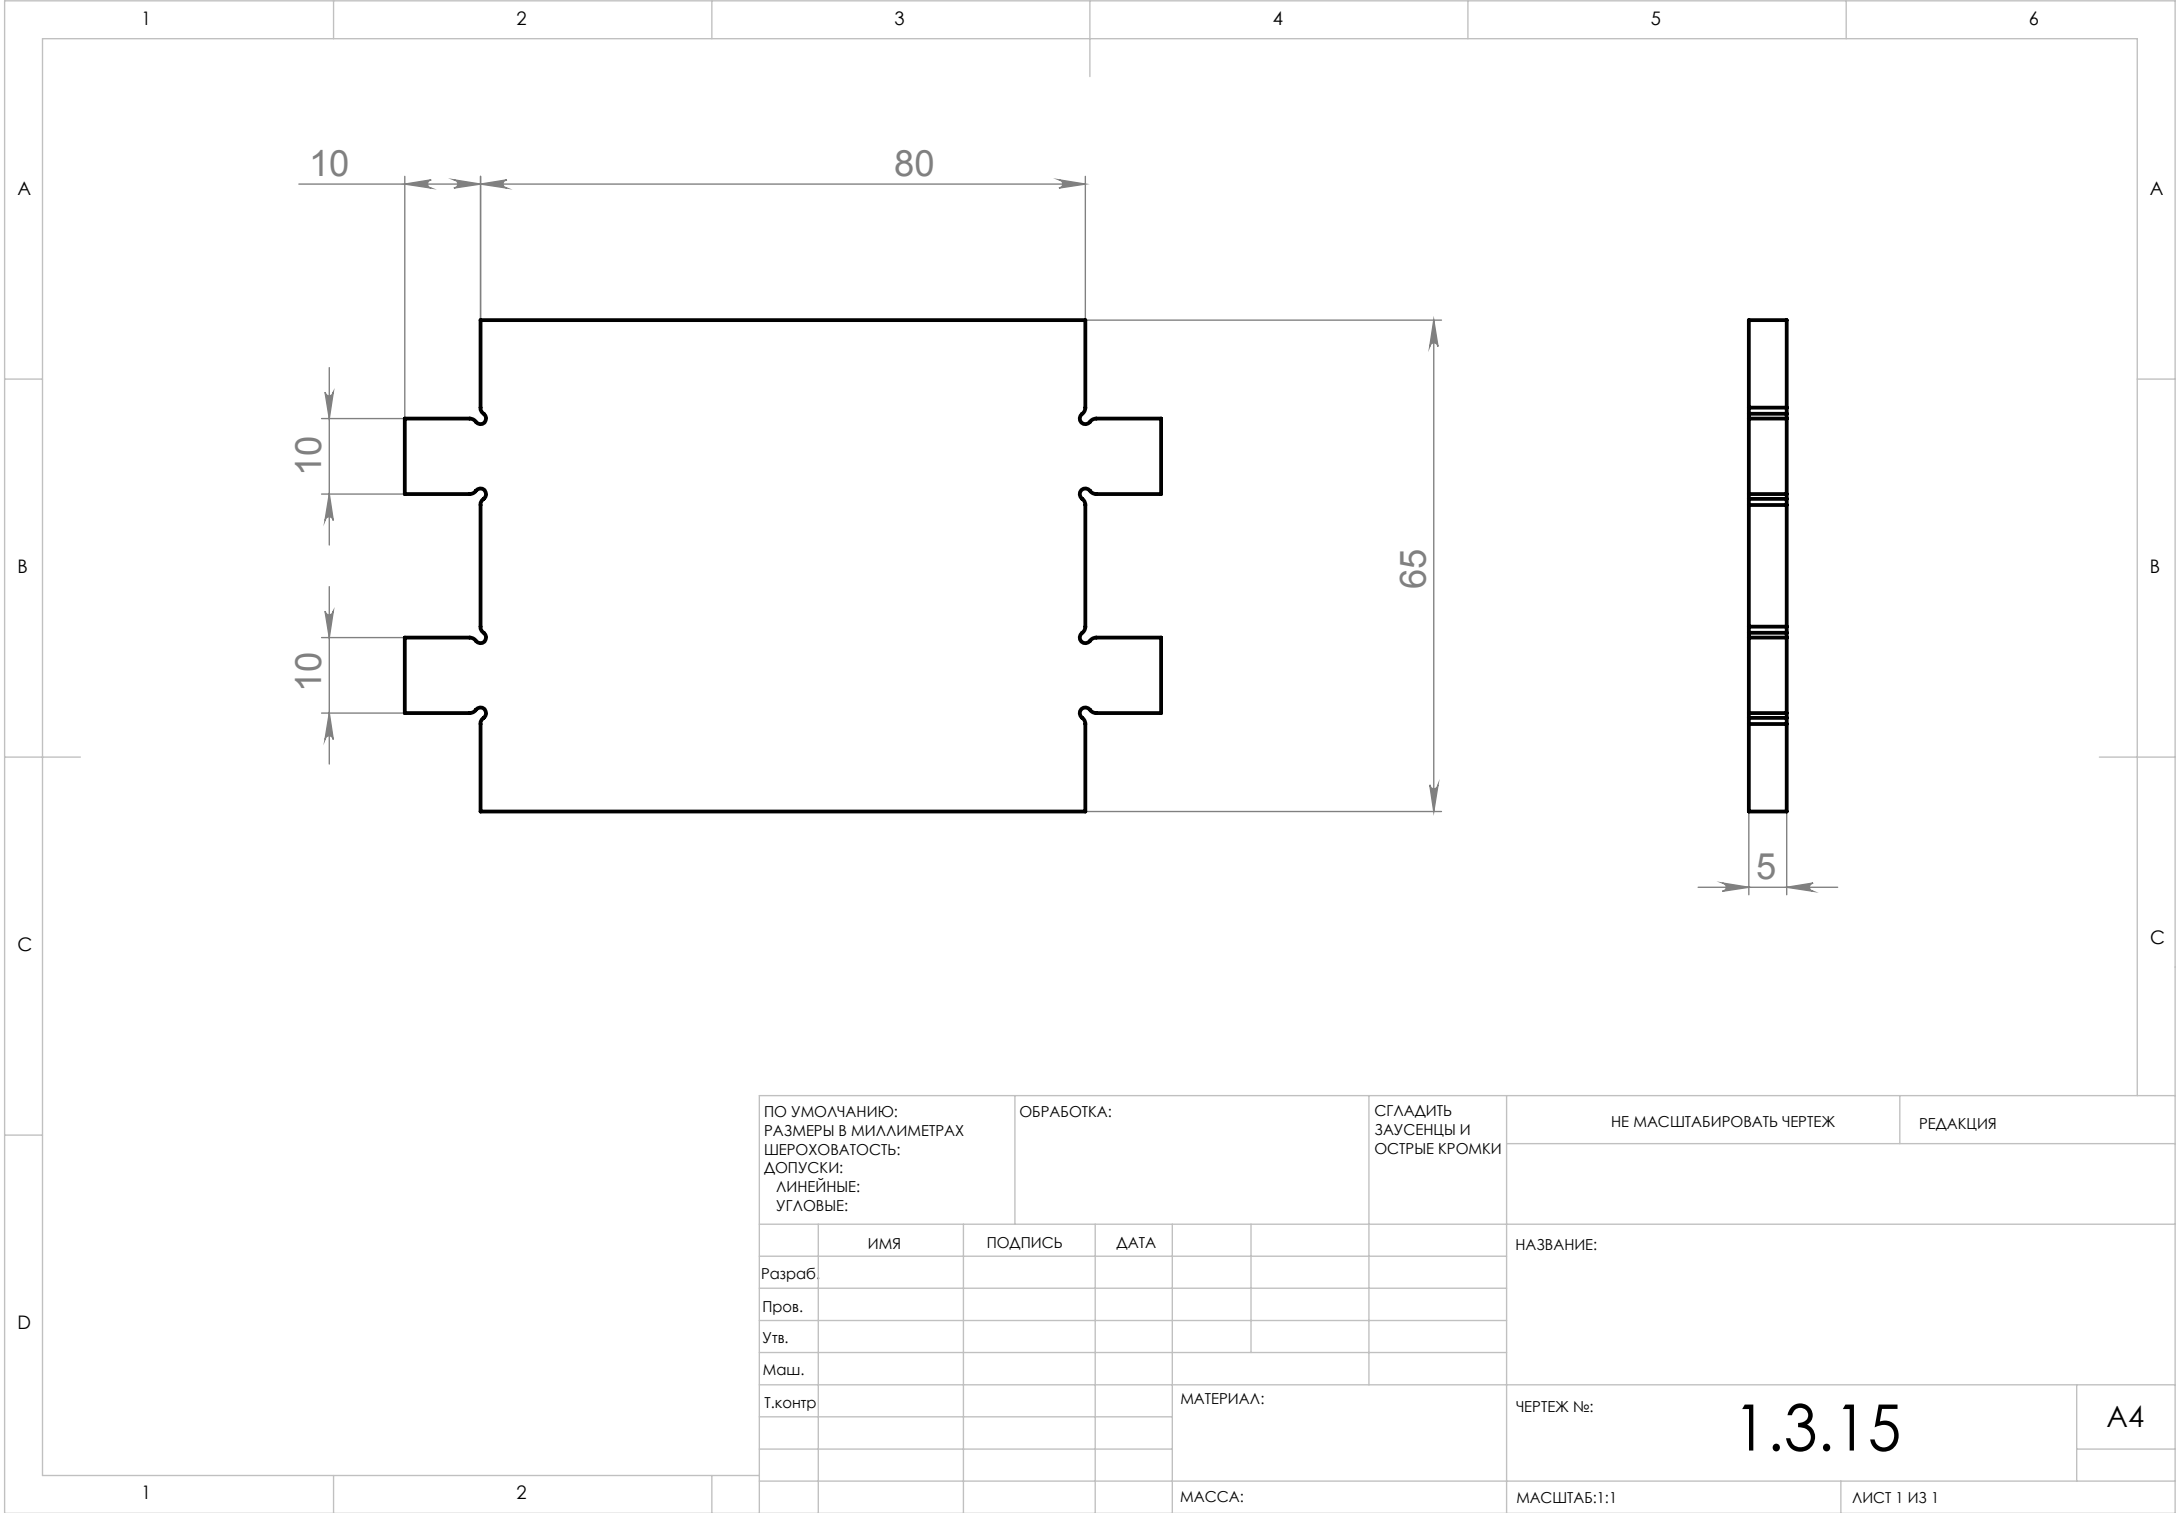 1 2 3 4 5 6
10 80
A A
10
B 65 B
10
5
C C
ПО УМОЛЧАНИЮ:
РАЗМЕРЫ В МИЛЛИМЕТРАХ
ШЕРОХОВАТОСТЬ:
ДОПУСКИ:
ЛИНЕЙНЫЕ:
УГЛОВЫЕ:
ОБРАБОТКА:
СГЛАДИТЬ
ЗАУСЕНЦЫ И
ОСТРЫЕ КРОМКИ
НЕ МАСШТАБИРОВАТЬ ЧЕРТЕЖ
РЕДАКЦИЯ
ИМЯ ПОДПИСЬ ДАТА
НАЗВАНИЕ:
Разраб.
Пров.
D
Утв.
Маш.
Т.контр
МАТЕРИАЛ:
ЧЕРТЕЖ №:
1.3.15
A4
МАССА:
МАСШТАБ:1:1
ЛИСТ 1 ИЗ 1
1 2